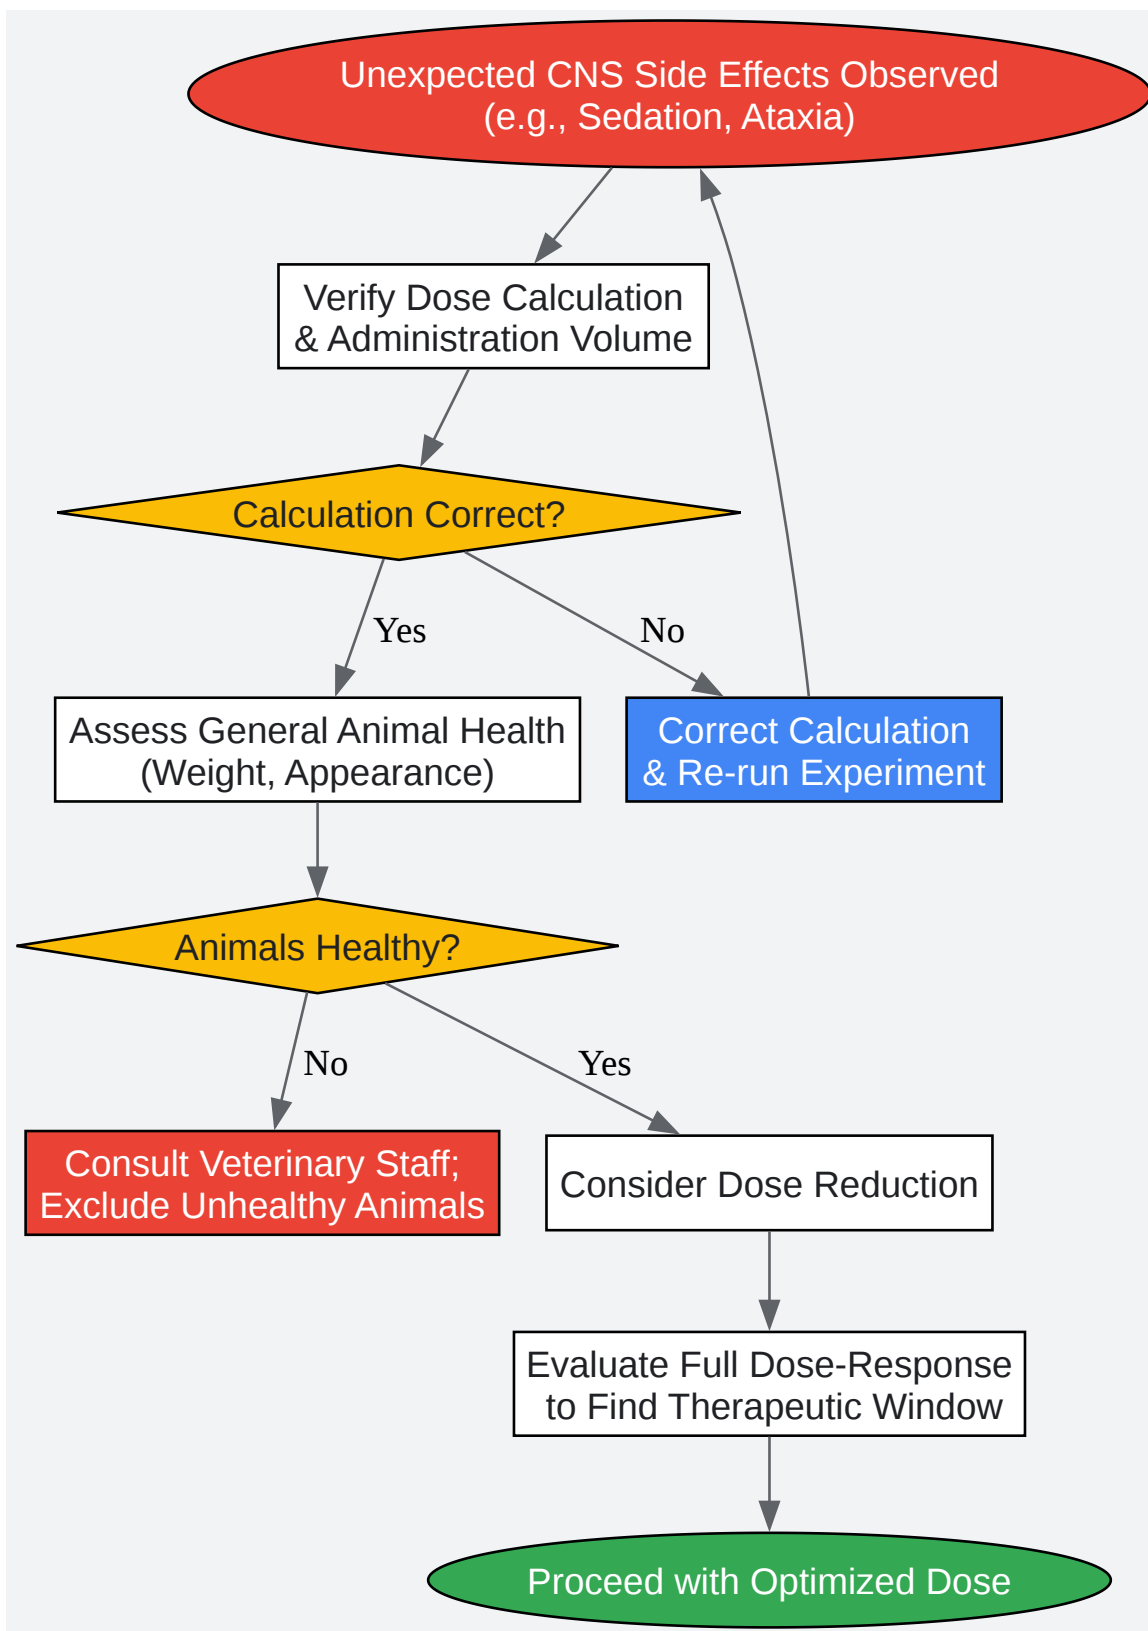 Unexpected CNS Side Effects Observed
(e.g., Sedation, Ataxia)
Verify Dose Calculation
& Administration Volume
Calculation Correct?
Yes
No
Assess General Animal Health
(Weight, Appearance)
Correct Calculation
& Re-run Experiment
Animals Healthy?
No
Yes
Consult Veterinary Staff;
Exclude Unhealthy Animals
Consider Dose Reduction
Evaluate Full Dose-Response
to Find Therapeutic Window
Proceed with Optimized Dose